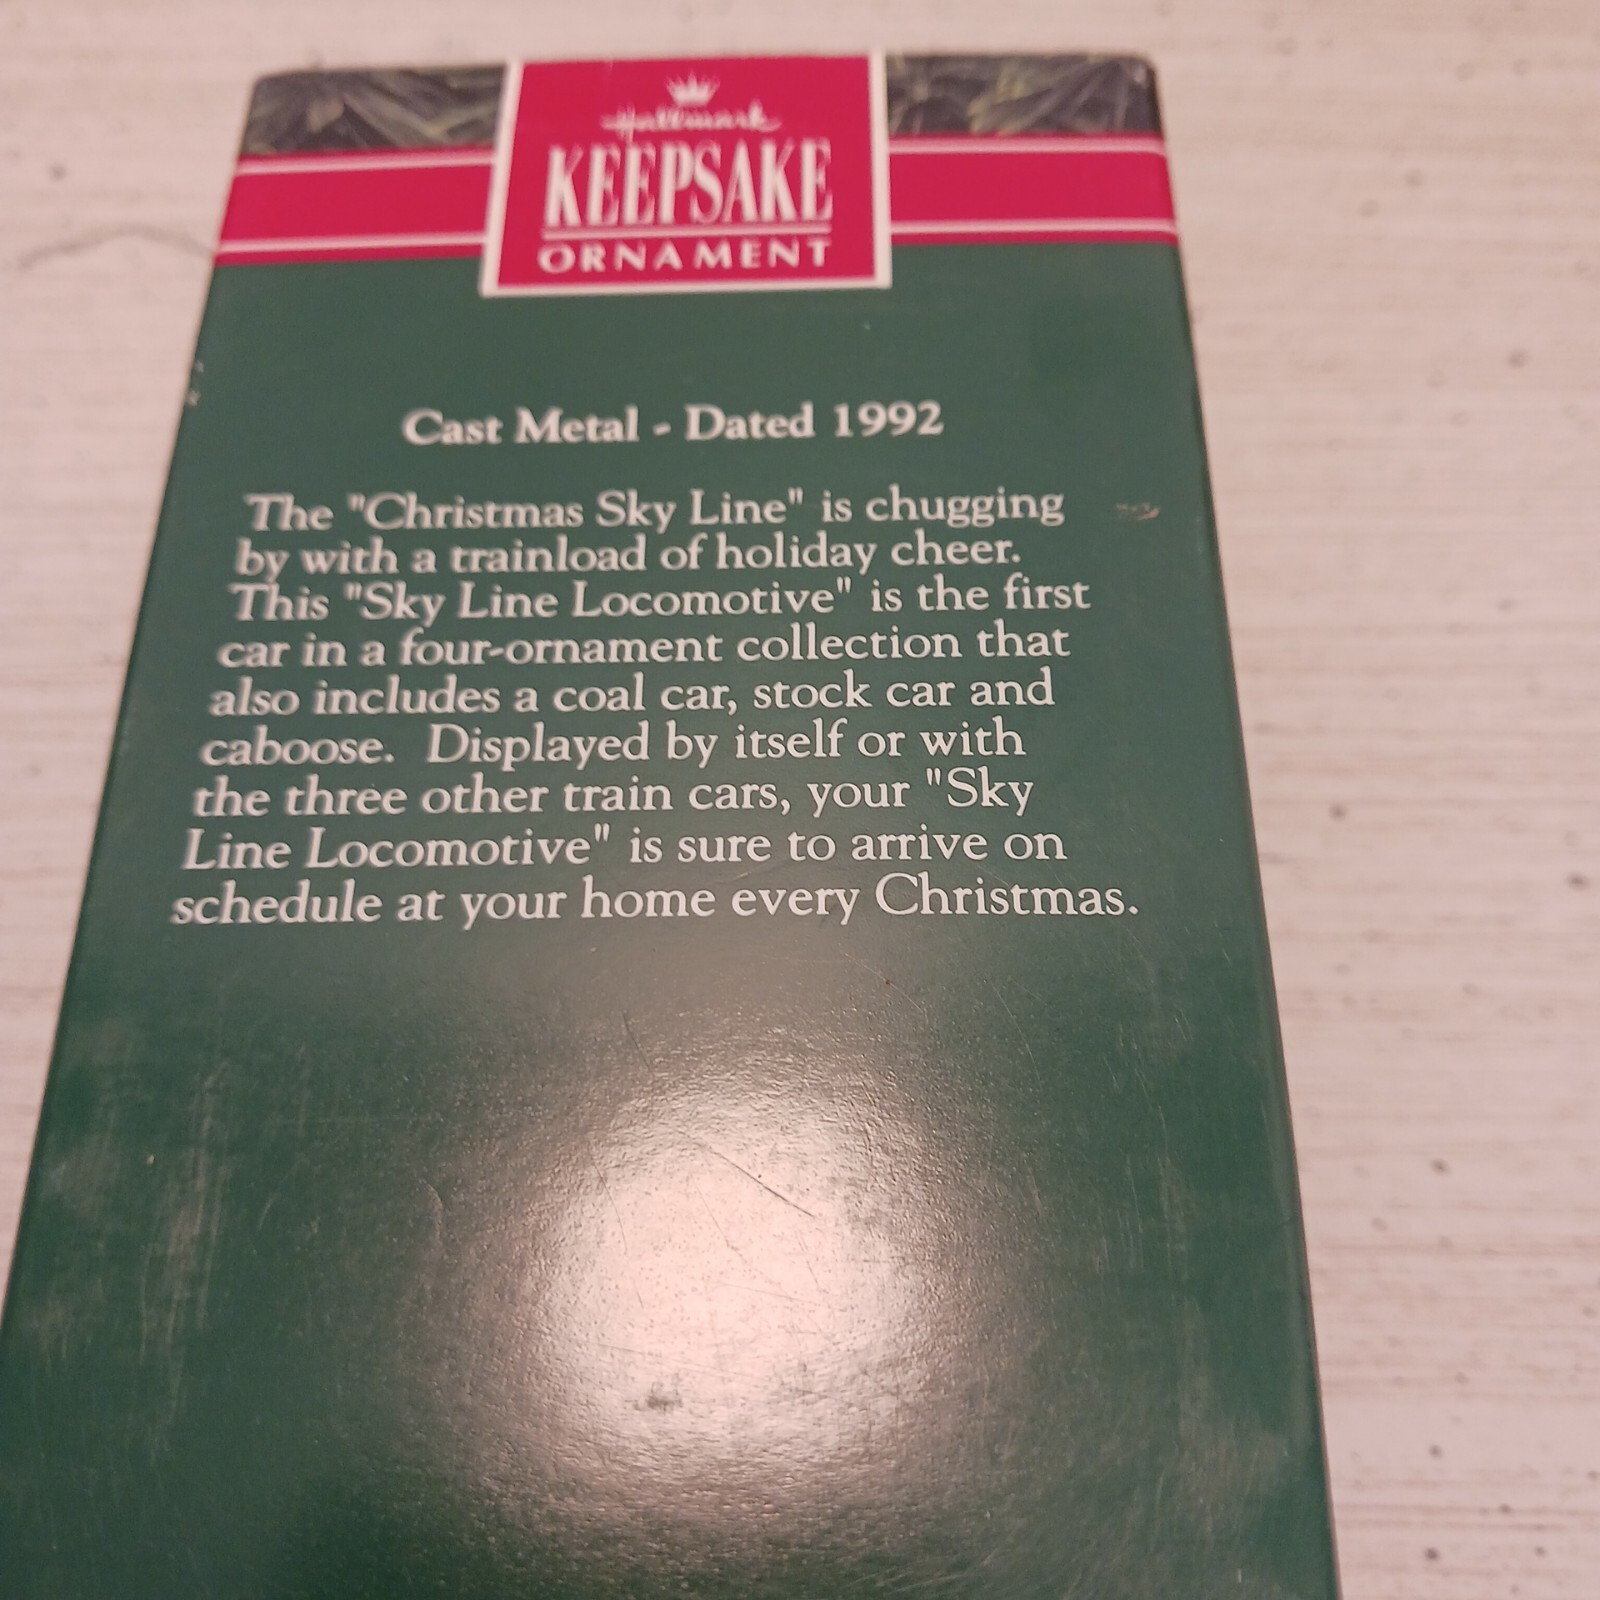 Hallmark
KEEPSAKE
ORNAMENT
Cast Metal - Dated 1992
The "Christmas Sky Line" is chugging
by with a trainload of holiday cheer.
This "Sky Line Locomotive" is the first
car in a four-ornament collection that
also includes a coal car, stock car and
caboose.  Displayed by itself or with
the three other train cars, your "Sky
Line Locomotive" is sure to arrive on
schedule at your home every Christmas.